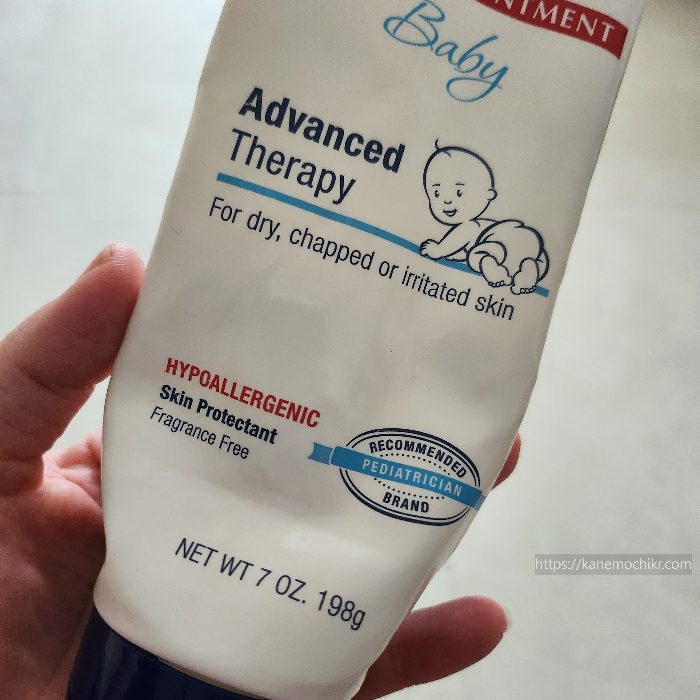 Baby
Advanced
Therapy
For dry, chapped or irritated skin
HYPOALLERGENIC
Skin Protectant
Fragrance Free
RECOMMENDED
PEDIATRICIAN
BRAND
NET WT 7 OZ. 198g
https://kanemochikr.com